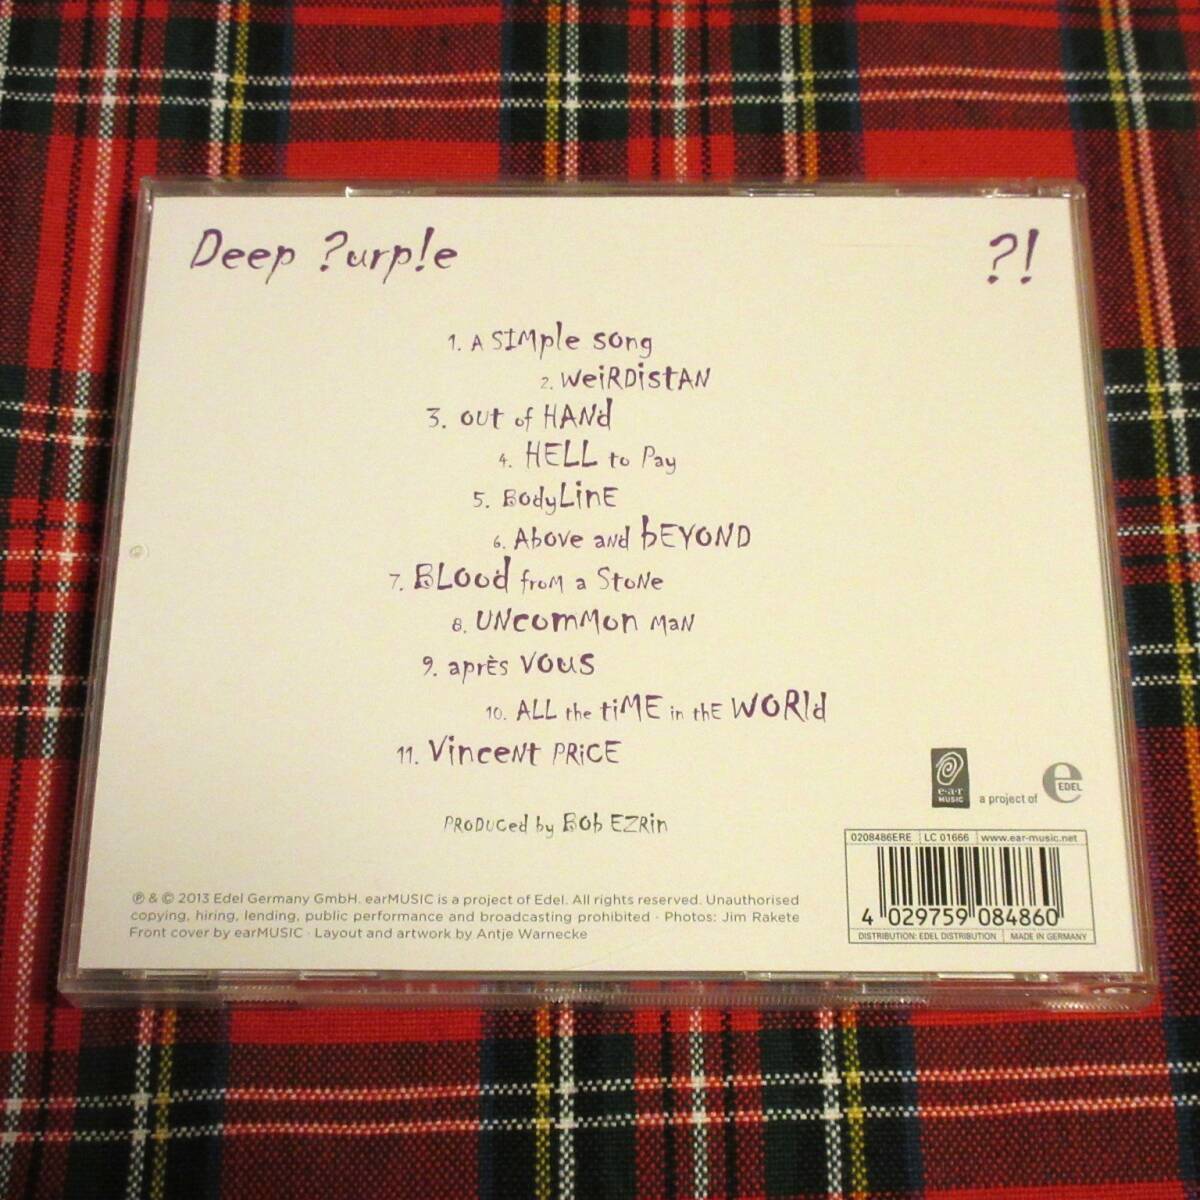 Deep ?urp!e
?!
1. A SIMple song
2. WeiRDistAN
3. out of HANd
4. HELL to Pay
5. BodyLinE
6. Above and bEYOND
7. BLood from a StoNe
8. UNcomMon MaN
9. aprÈs vous
10. ALL the tiME in thE WORld
11. VinceNt PRiCE
PRODUCed by Bob EZRin
e·a·r
MUSIC
a project of
e EDEL
℗ & © 2013 Edel Germany GmbH. earMUSIC is a project of Edel. All rights reserved. Unauthorised
copying, hiring, lending, public performance and broadcasting prohibited · Photos: Jim Rakete
Front cover by earMUSIC · Layout and artwork by Antje Warnecke
0208486ERE LC 01666 www.ear-music.net
4 029759 084860
DISTRIBUTION: EDEL DISTRIBUTION MADE IN GERMANY